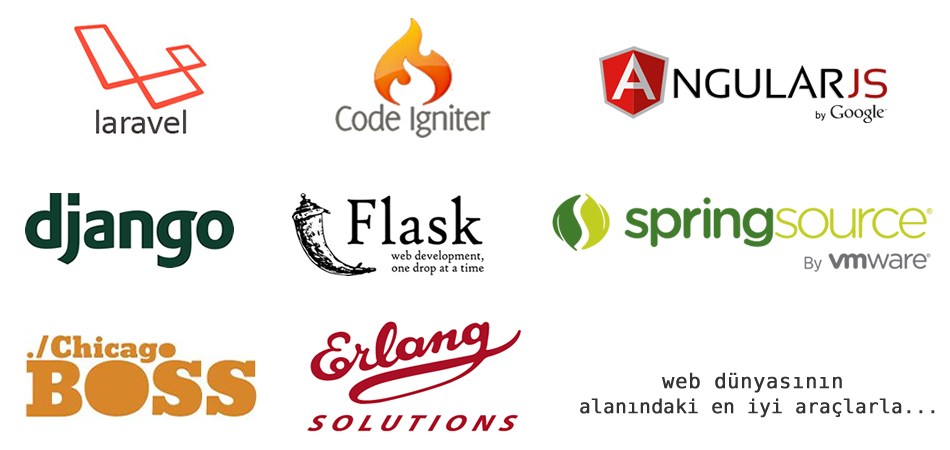 laravel
Code Igniter
ANGULARJS
by Google
django
Flask
web development,
one drop at a time
springsource®
By vmware®
./Chicago
BOSS
Erlang
SOLUTIONS
web dünyasının
alanındaki en iyi araçlarla...